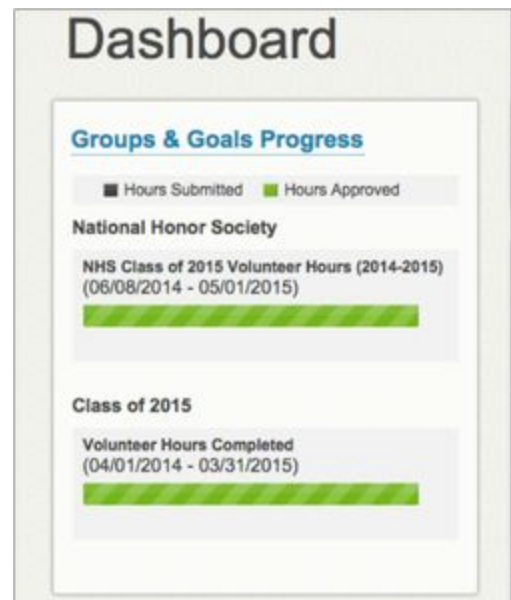 Dashboard
Groups & Goals Progress
Hours Submitted Hours Approved
National Honor Society
NHS Class of 2015 Volunteer Hours (2014-2015)
(06/08/2014 - 05/01/2015)
Class of 2015
Volunteer Hours Completed
(04/01/2014 - 03/31/2015)